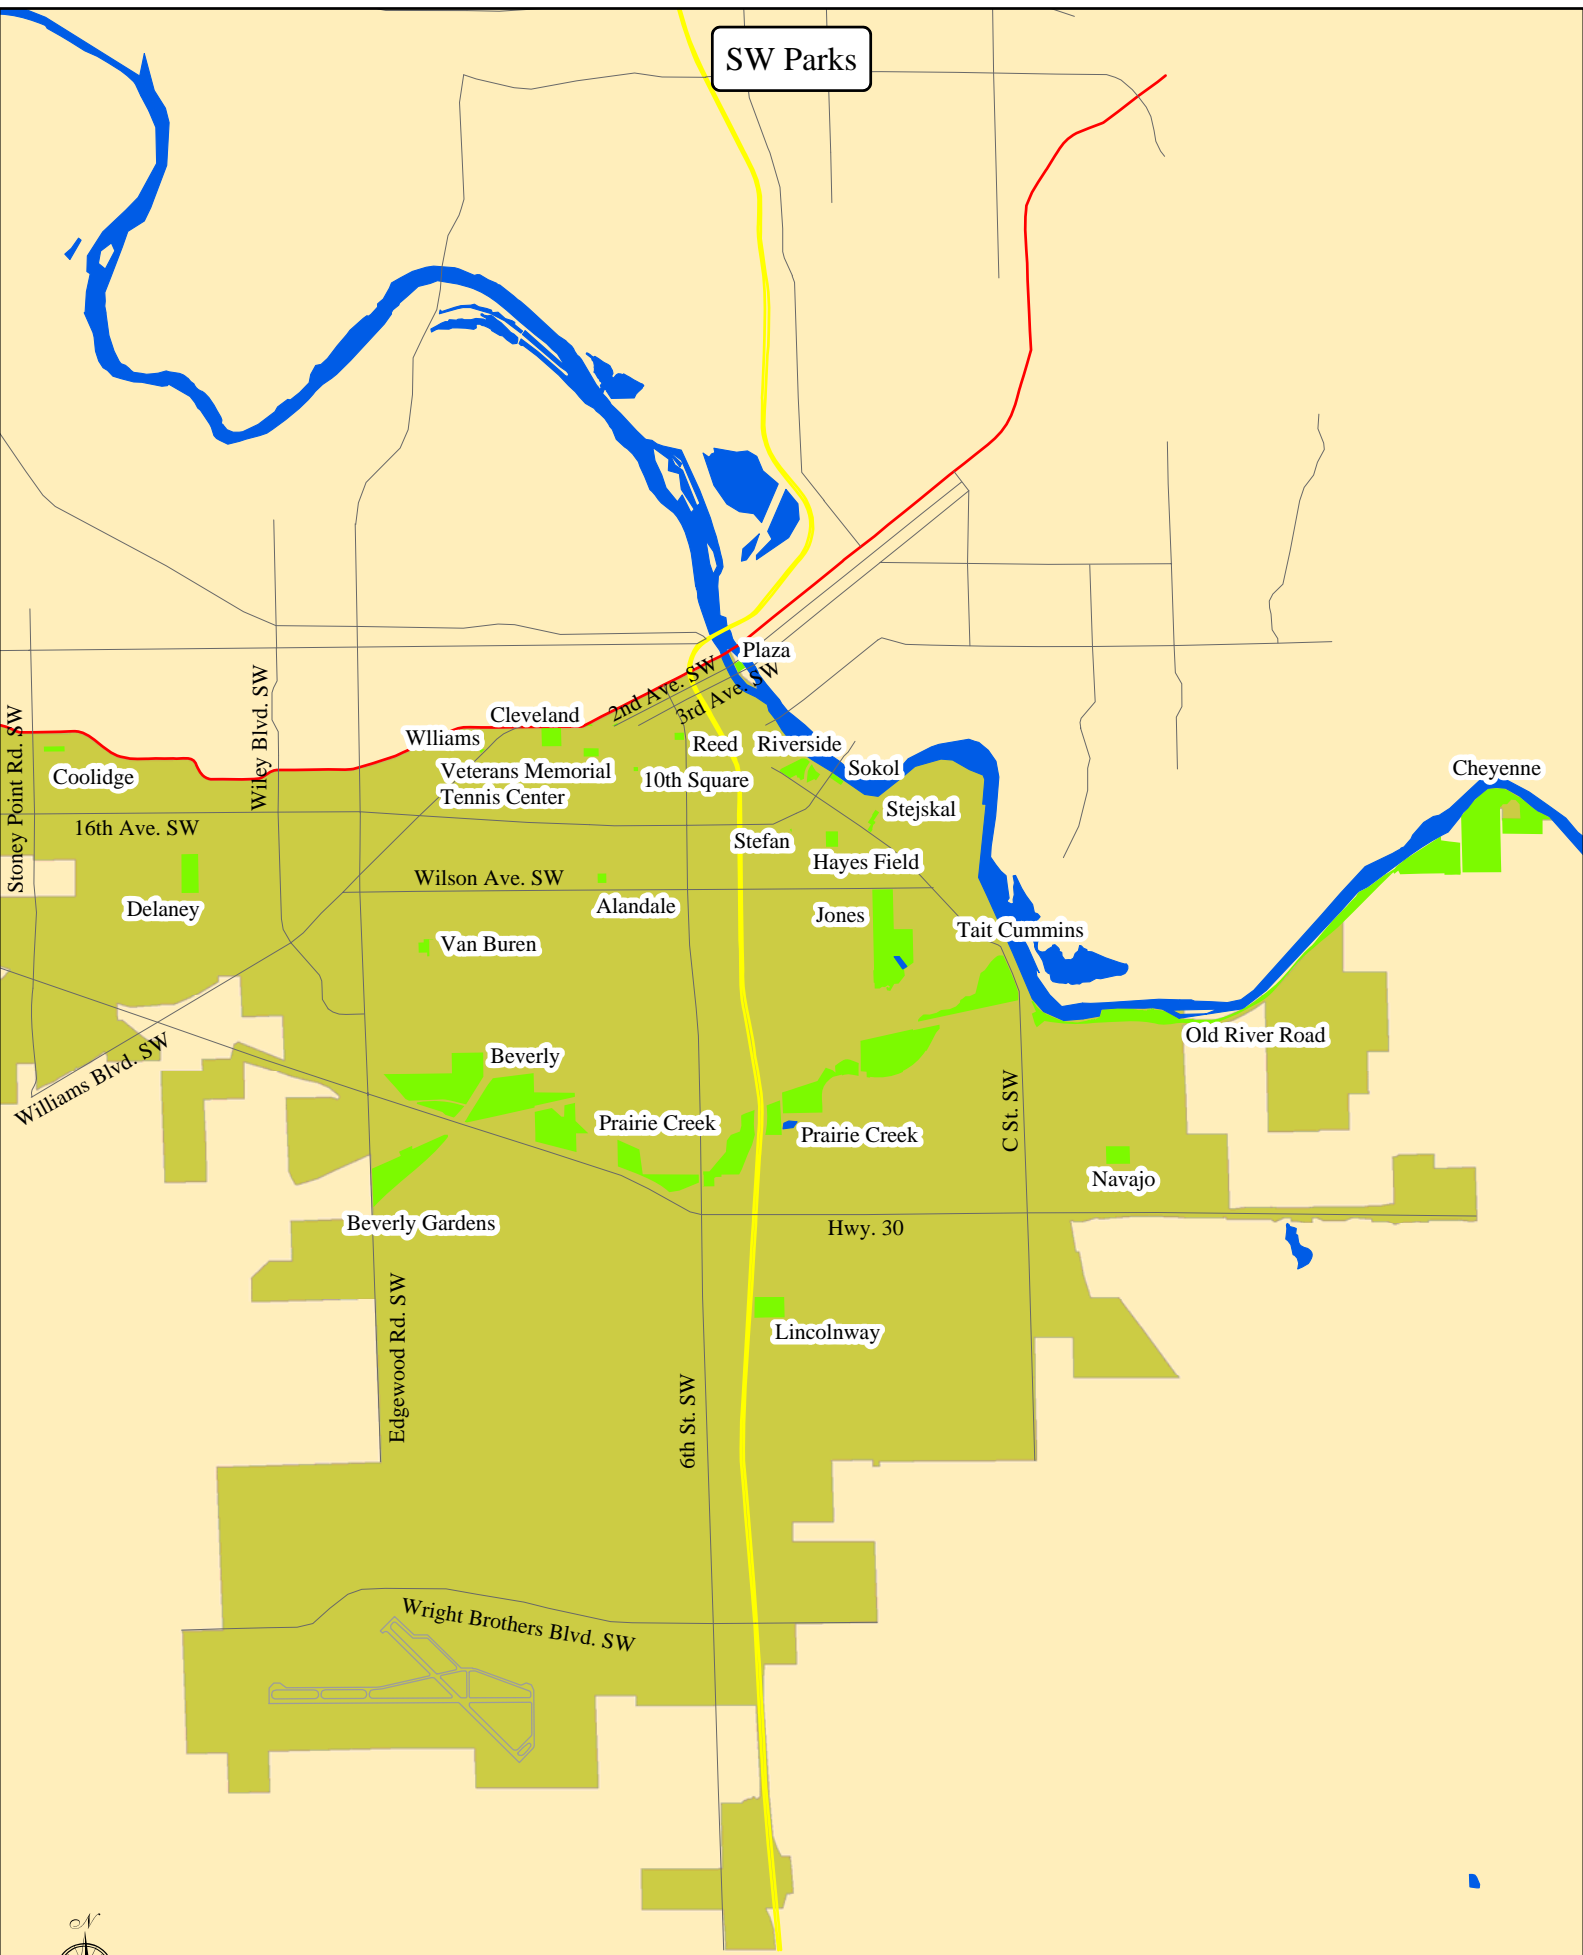 SW Parks
Plaza
2nd Ave. SW
3rd Ave. SW
Cleveland
Wlliams
Reed
Riverside
Coolidge
Veterans Memorial
Tennis Center
10th Square
Sokol
Cheyenne
Stoney Point Rd. SW
Wiley Blvd. SW
16th Ave. SW
Stejskal
Stefan
Hayes Field
Wilson Ave. SW
Delaney
Alandale
Jones
Tait Cummins
Van Buren
Old River Road
Williams Blvd. SW
Beverly
Prairie Creek
Prairie Creek
C St. SW
Navajo
Beverly Gardens
Hwy. 30
Edgewood Rd. SW
Lincolnway
6th St. SW
Wright Brothers Blvd. SW
N